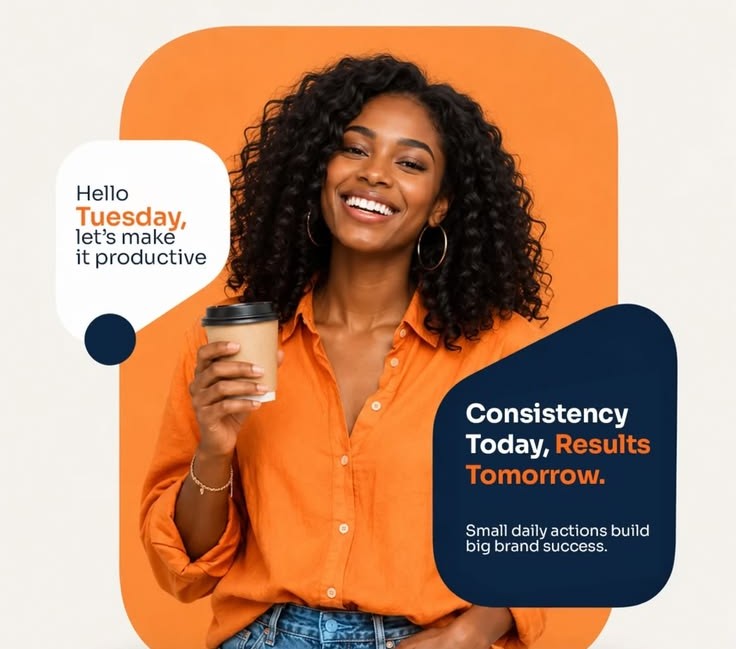 Hello
Tuesday,
let's make
it productive
Consistency
Today, Results
Tomorrow.
Small daily actions build
big brand success.